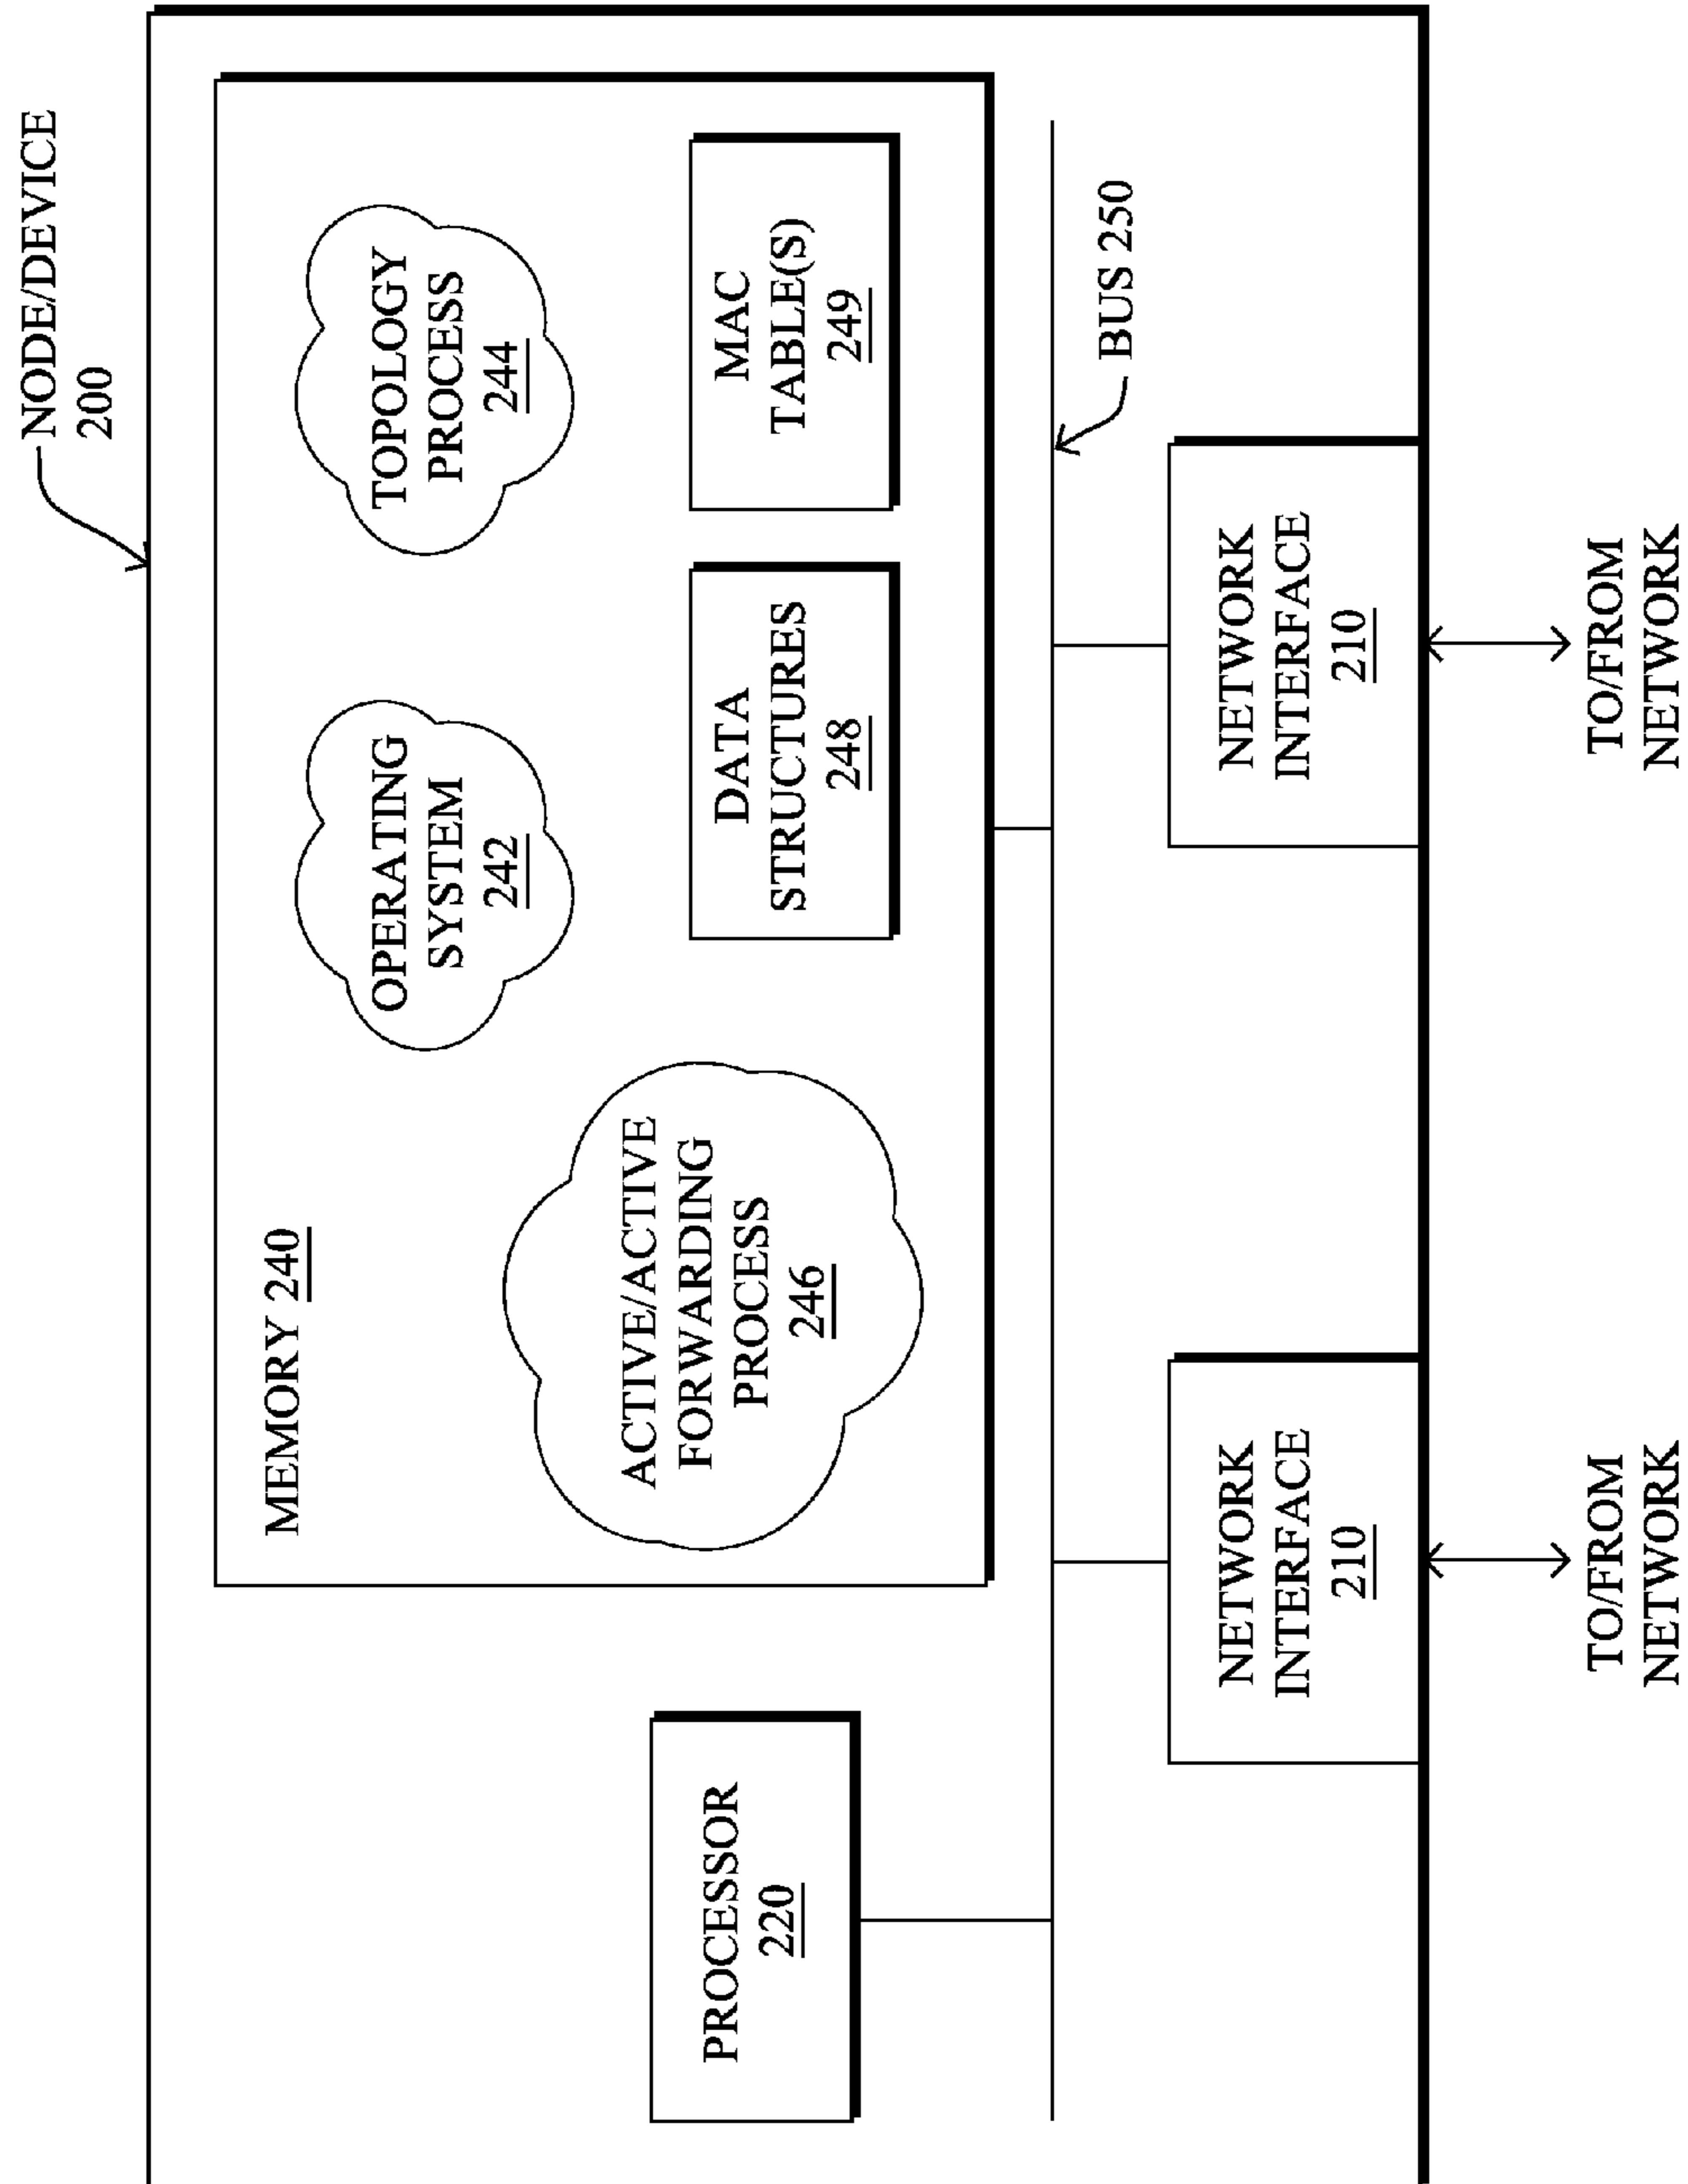 NODE/DEVICE
200
MEMORY 240
OPERATING
SYSTEM
242
TOPOLOGY
PROCESS
244
ACTIVE/ACTIVE
FORWARDING
PROCESS
246
DATA
STRUCTURES
248
MAC
TABLE(S)
249
PROCESSOR
220
BUS 250
NETWORK
INTERFACE
210
NETWORK
INTERFACE
210
TO/FROM
NETWORK
TO/FROM
NETWORK